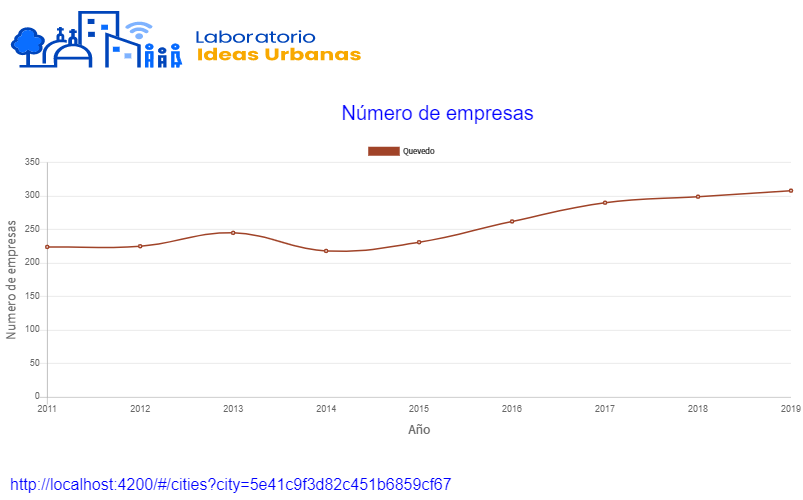 Laboratorio
Ideas Urbanas
Número de empresas
Quevedo
350
300
250
200
150
100
50
0
Numero de empresas
2011 2012 2013 2014 2015 2016 2017 2018 2019
Año
http://localhost:4200/#/cities?city=5e41c9f3d82c451b6859cf67